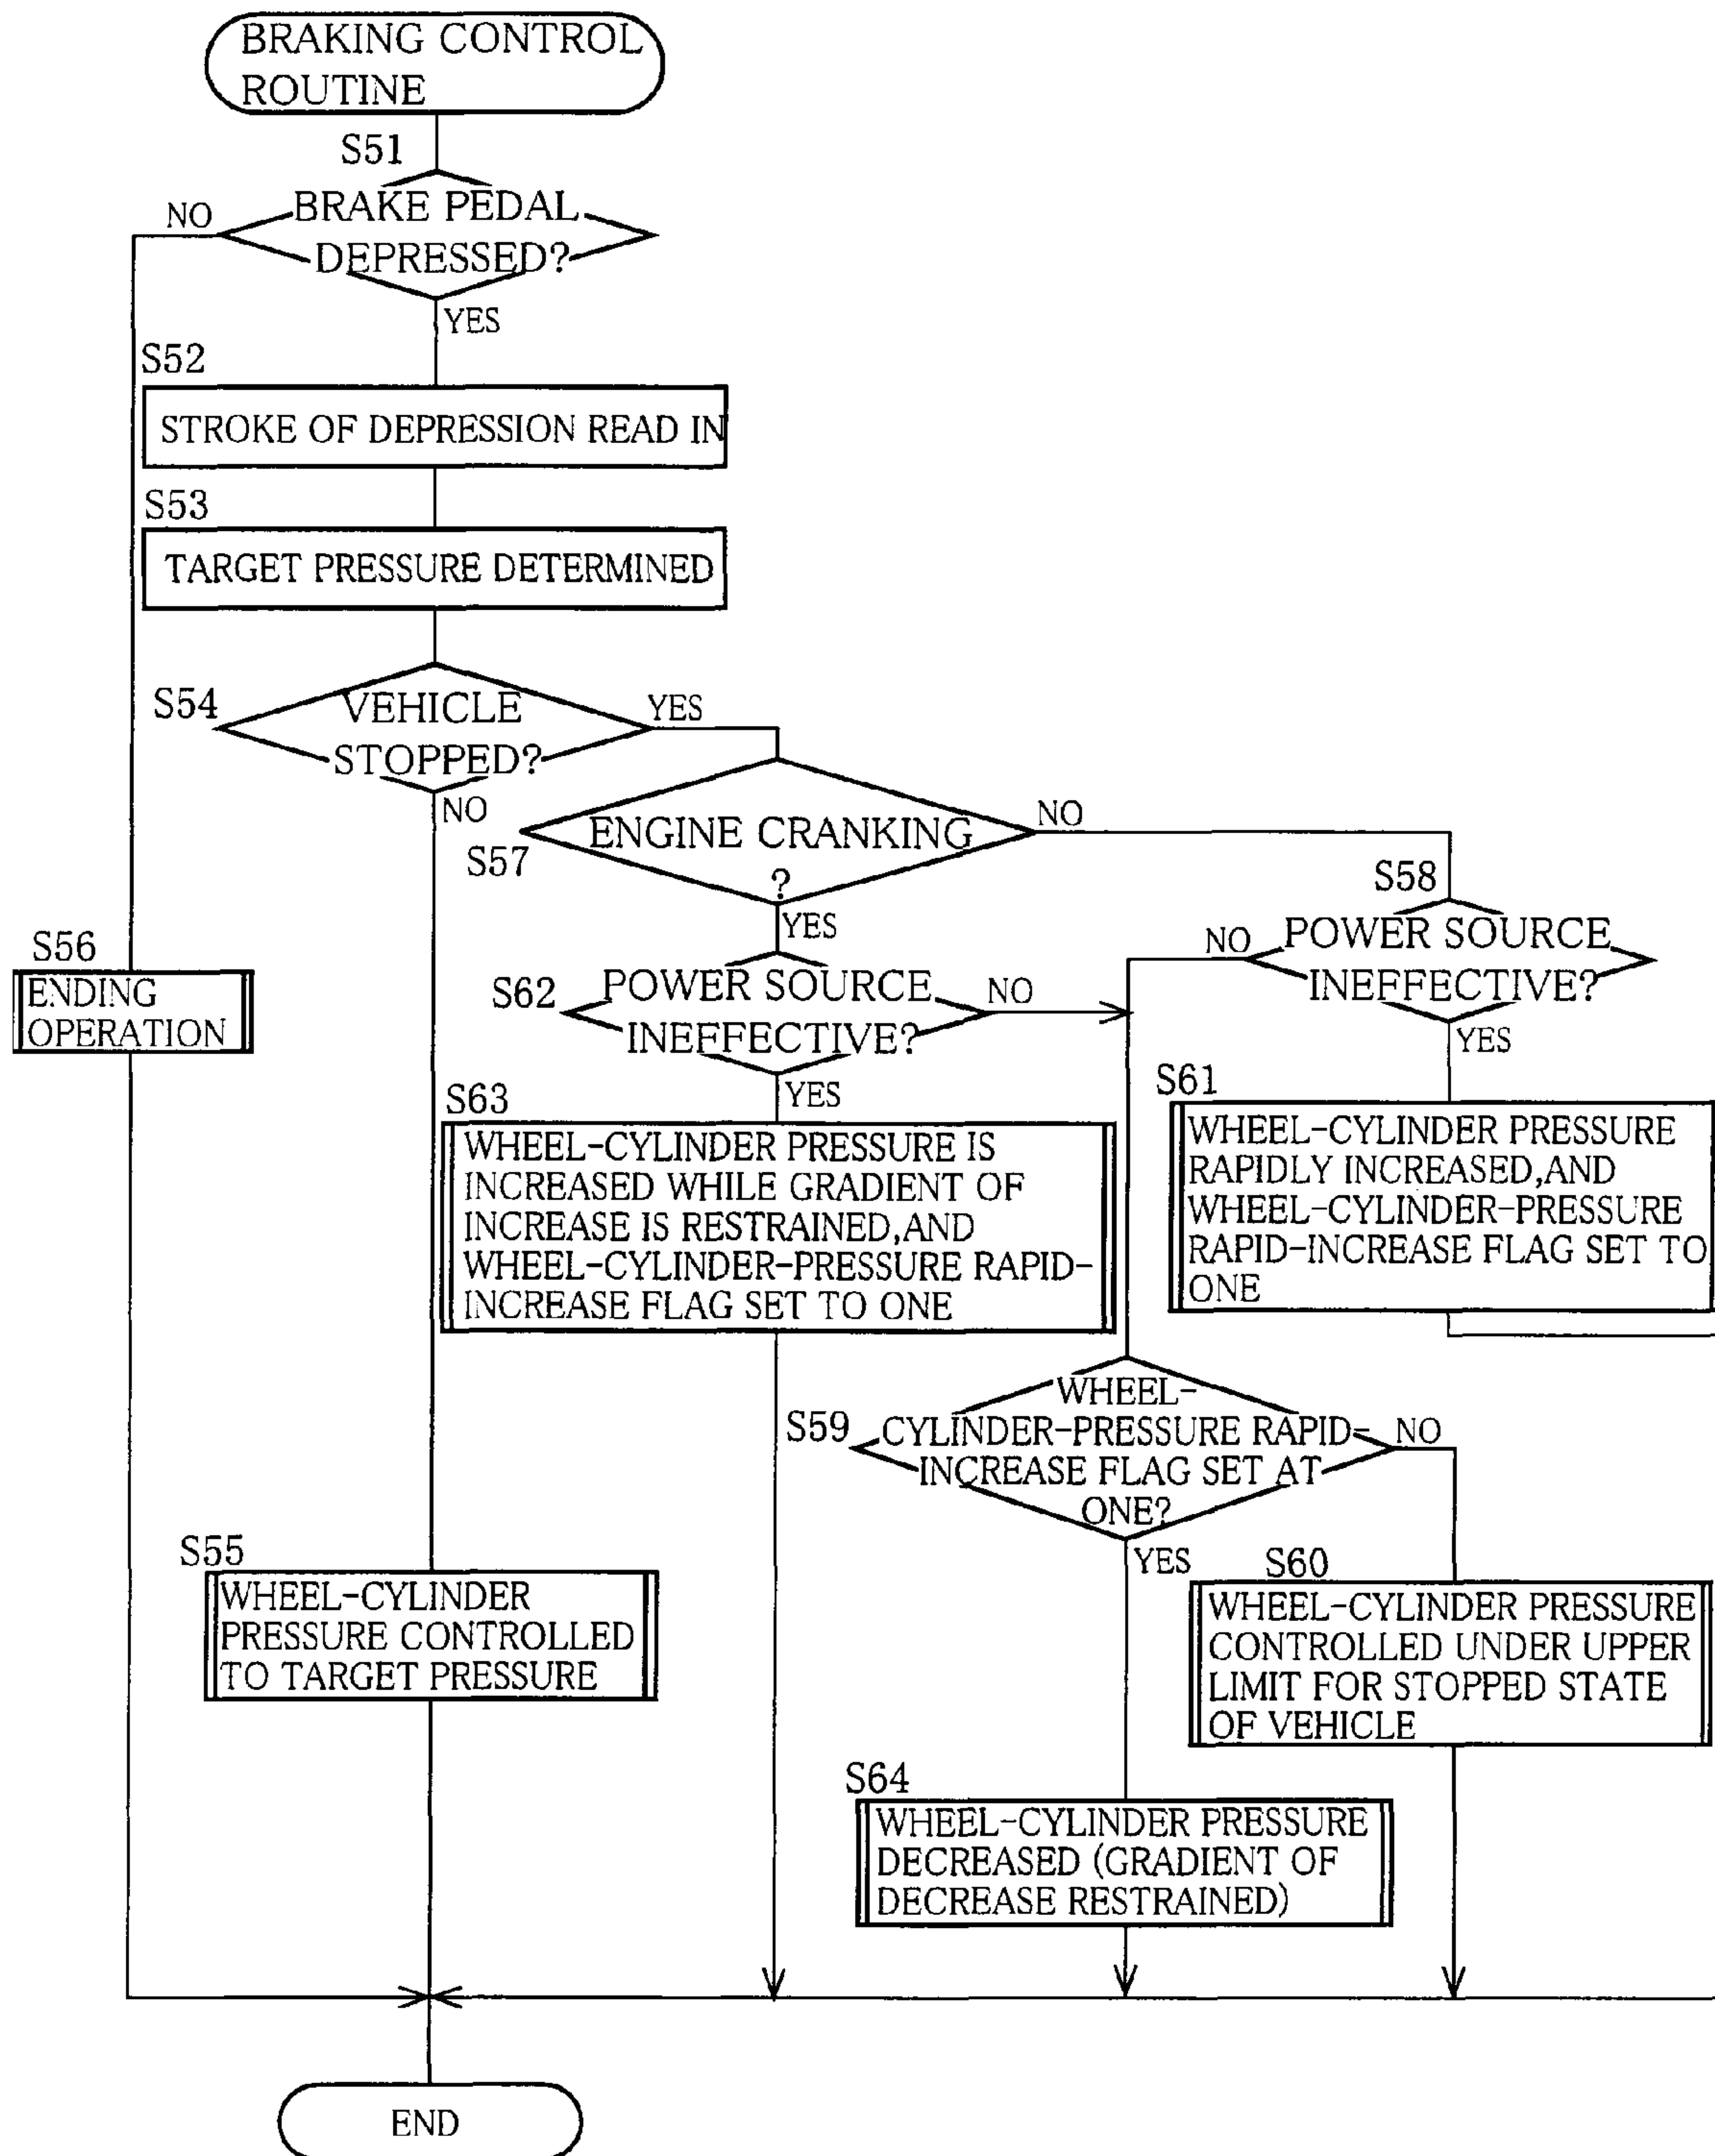 BRAKING CONTROL
ROUTINE
S51
BRAKE PEDAL
DEPRESSED?
NO
YES
S52
STROKE OF DEPRESSION READ IN
S53
TARGET PRESSURE DETERMINED
S54
VEHICLE
STOPPED?
YES
NO
S57
ENGINE CRANKING
?
NO
YES
S58
POWER SOURCE
INEFFECTIVE?
NO
YES
S56
ENDING
OPERATION
S62
POWER SOURCE
INEFFECTIVE?
NO
YES
S63
WHEEL-CYLINDER PRESSURE IS
INCREASED WHILE GRADIENT OF
INCREASE IS RESTRAINED,AND
WHEEL-CYLINDER-PRESSURE RAPID-
INCREASE FLAG SET TO ONE
S61
WHEEL-CYLINDER PRESSURE
RAPIDLY INCREASED,AND
WHEEL-CYLINDER-PRESSURE
RAPID-INCREASE FLAG SET TO
ONE
S59
WHEEL-
CYLINDER-PRESSURE RAPID-
INCREASE FLAG SET AT
ONE?
NO
YES
S55
WHEEL-CYLINDER
PRESSURE CONTROLLED
TO TARGET PRESSURE
S60
WHEEL-CYLINDER PRESSURE
CONTROLLED UNDER UPPER
LIMIT FOR STOPPED STATE
OF VEHICLE
S64
WHEEL-CYLINDER PRESSURE
DECREASED (GRADIENT OF
DECREASE RESTRAINED)
END